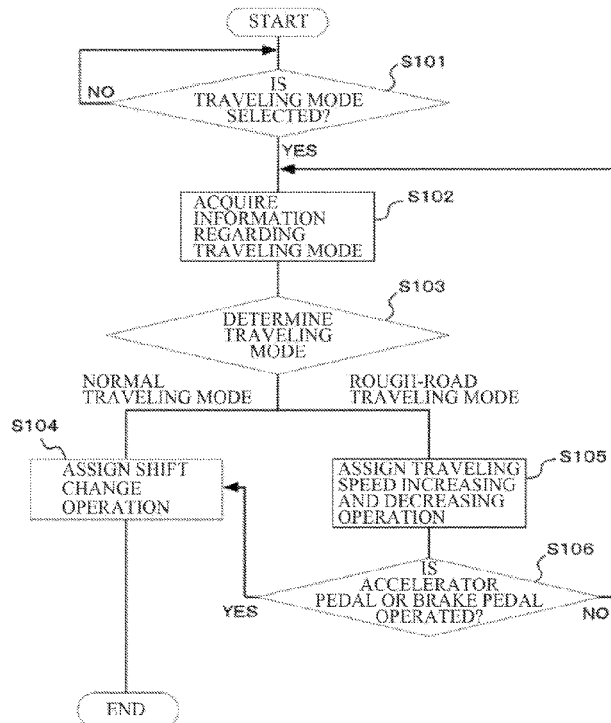 START
S101
IS
TRAVELING MODE
SELECTED?
NO
YES
S102
ACQUIRE
INFORMATION
REGARDING
TRAVELING MODE
S103
DETERMINE
TRAVELING
MODE
NORMAL
TRAVELING MODE
ROUGH-ROAD
TRAVELING MODE
S104
ASSIGN SHIFT
CHANGE
OPERATION
S105
ASSIGN TRAVELING
SPEED INCREASING
AND DECREASING
OPERATION
S106
IS
ACCELERATOR
PEDAL OR BRAKE PEDAL
OPERATED?
YES
NO
END